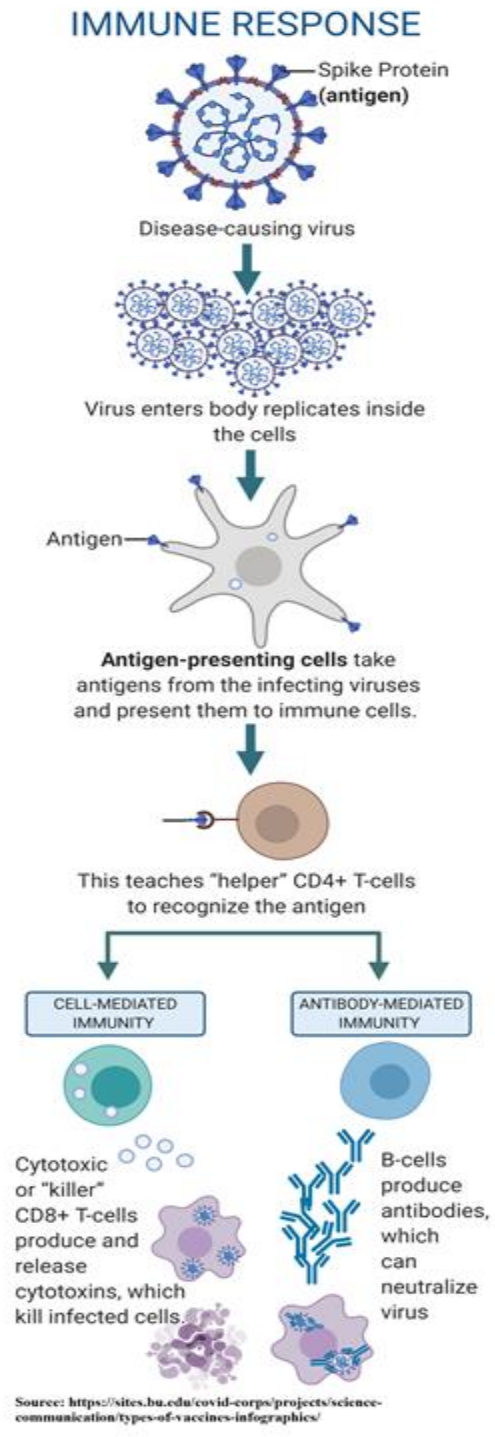 IMMUNE RESPONSE
Spike Protein
(antigen)
Disease-causing virus
Virus enters body replicates inside
the cells
Antigen
Antigen-presenting cells take
antigens from the infecting viruses
and present them to immune cells.
This teaches "helper" CD4+ T-cells
to recognize the antigen
CELL-MEDIATED
IMMUNITY
Cytotoxic
or "killer"
CD8+ T-cells
produce and
release
cytotoxins, which
kill infected cells.
ANTIBODY-MEDIATED
IMMUNITY
B-cells
produce
antibodies,
which
can
neutralize
virus
Source: https://sites.bu.edu/covid-corps/projects/science-
communication/types-of-vaccines-infographics/